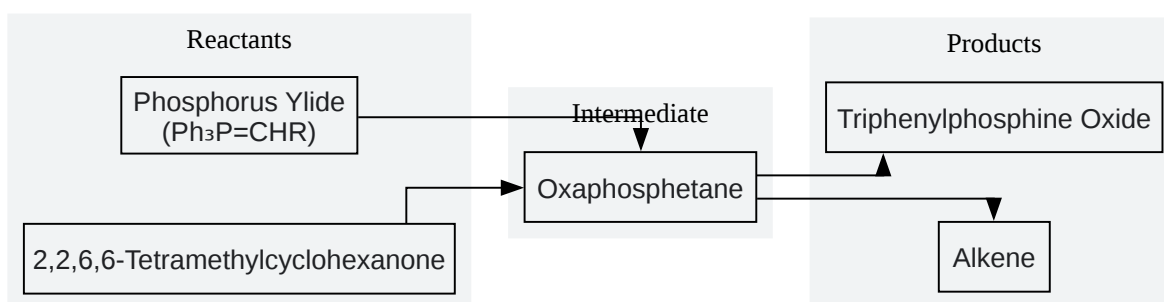 Reactants
Phosphorus Ylide
(Ph₃P=CHR)
2,2,6,6-Tetramethylcyclohexanone
Intermediate
Oxaphosphetane
Products
Triphenylphosphine Oxide
Alkene